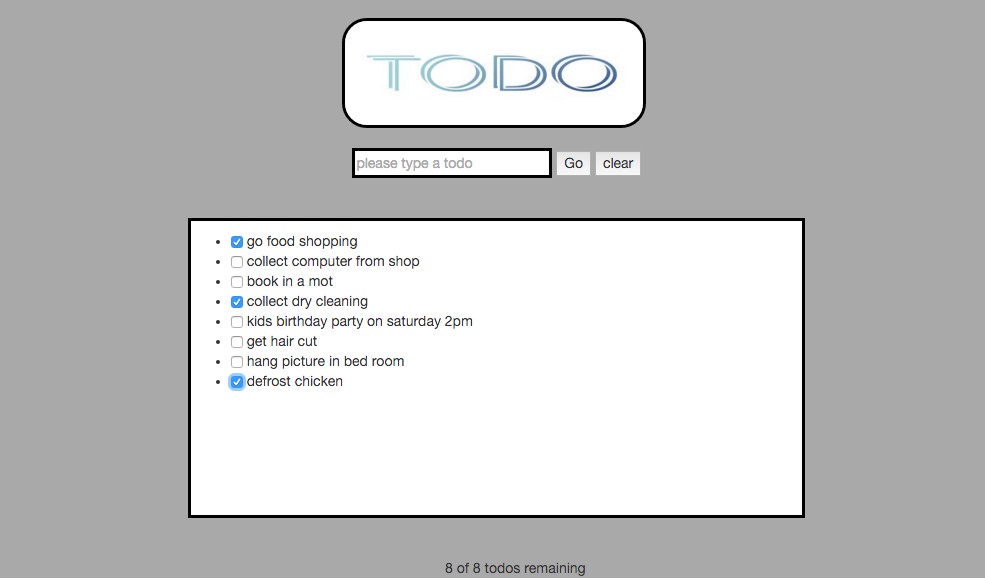 TODO
please type a todo Go clear
go food shopping
collect computer from shop
book in a mot
collect dry cleaning
kids birthday party on saturday 2pm
get hair cut
hang picture in bed room
defrost chicken
8 of 8 todos remaining